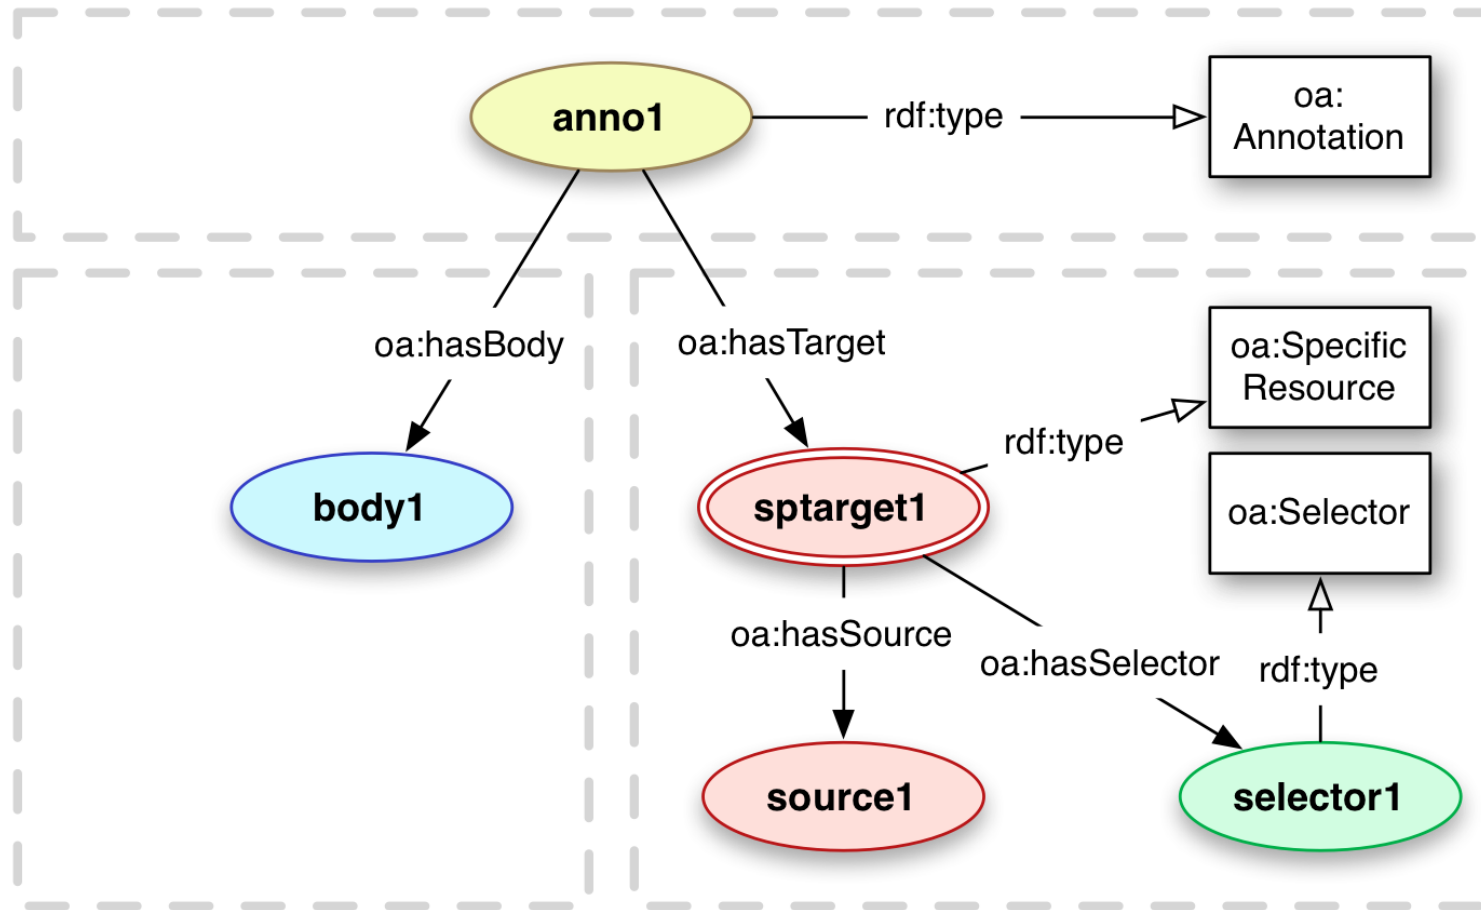 anno1
rdf:type
oa:
Annotation
oa:hasBody
oa:hasTarget
oa:Specific
Resource
rdf:type
body1
sptarget1
oa:Selector
oa:hasSource
oa:hasSelector
rdf:type
source1
selector1